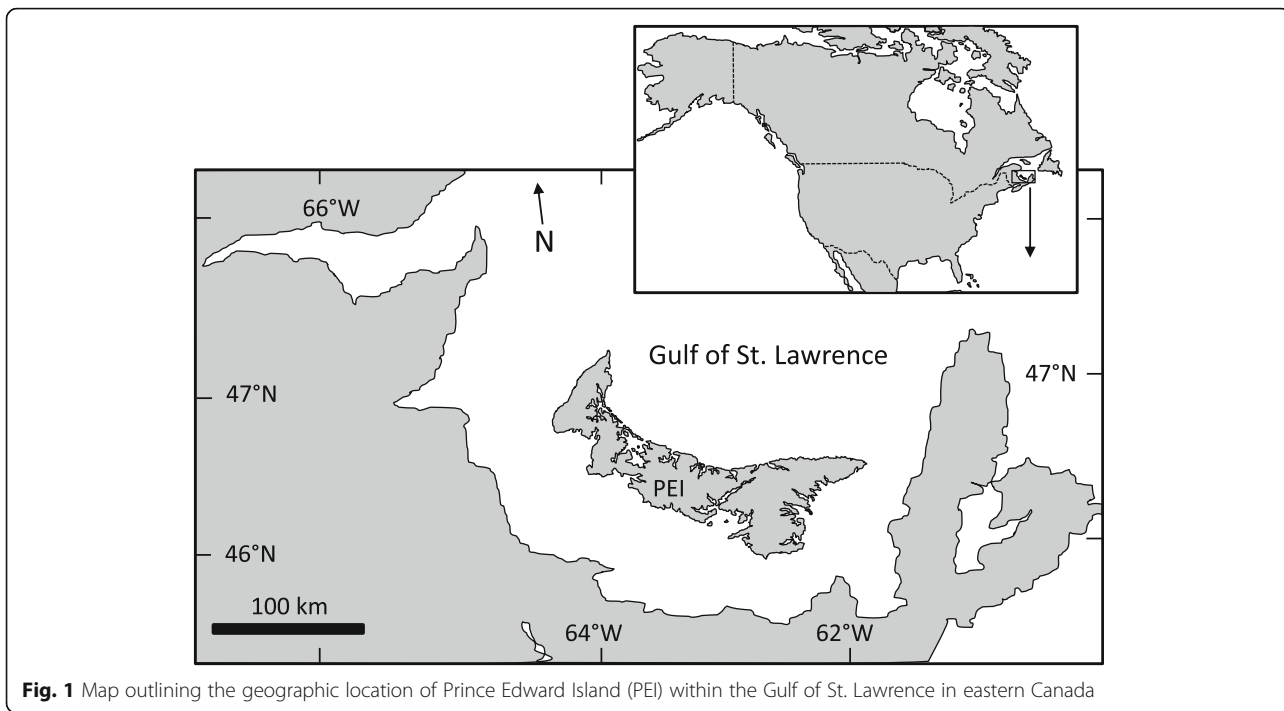 66°W
N
Gulf of St. Lawrence
47°N
47°N
PEI
46°N
100 km
64°W
62°W
Fig. 1 Map outlining the geographic location of Prince Edward Island (PEI) within the Gulf of St. Lawrence in eastern Canada